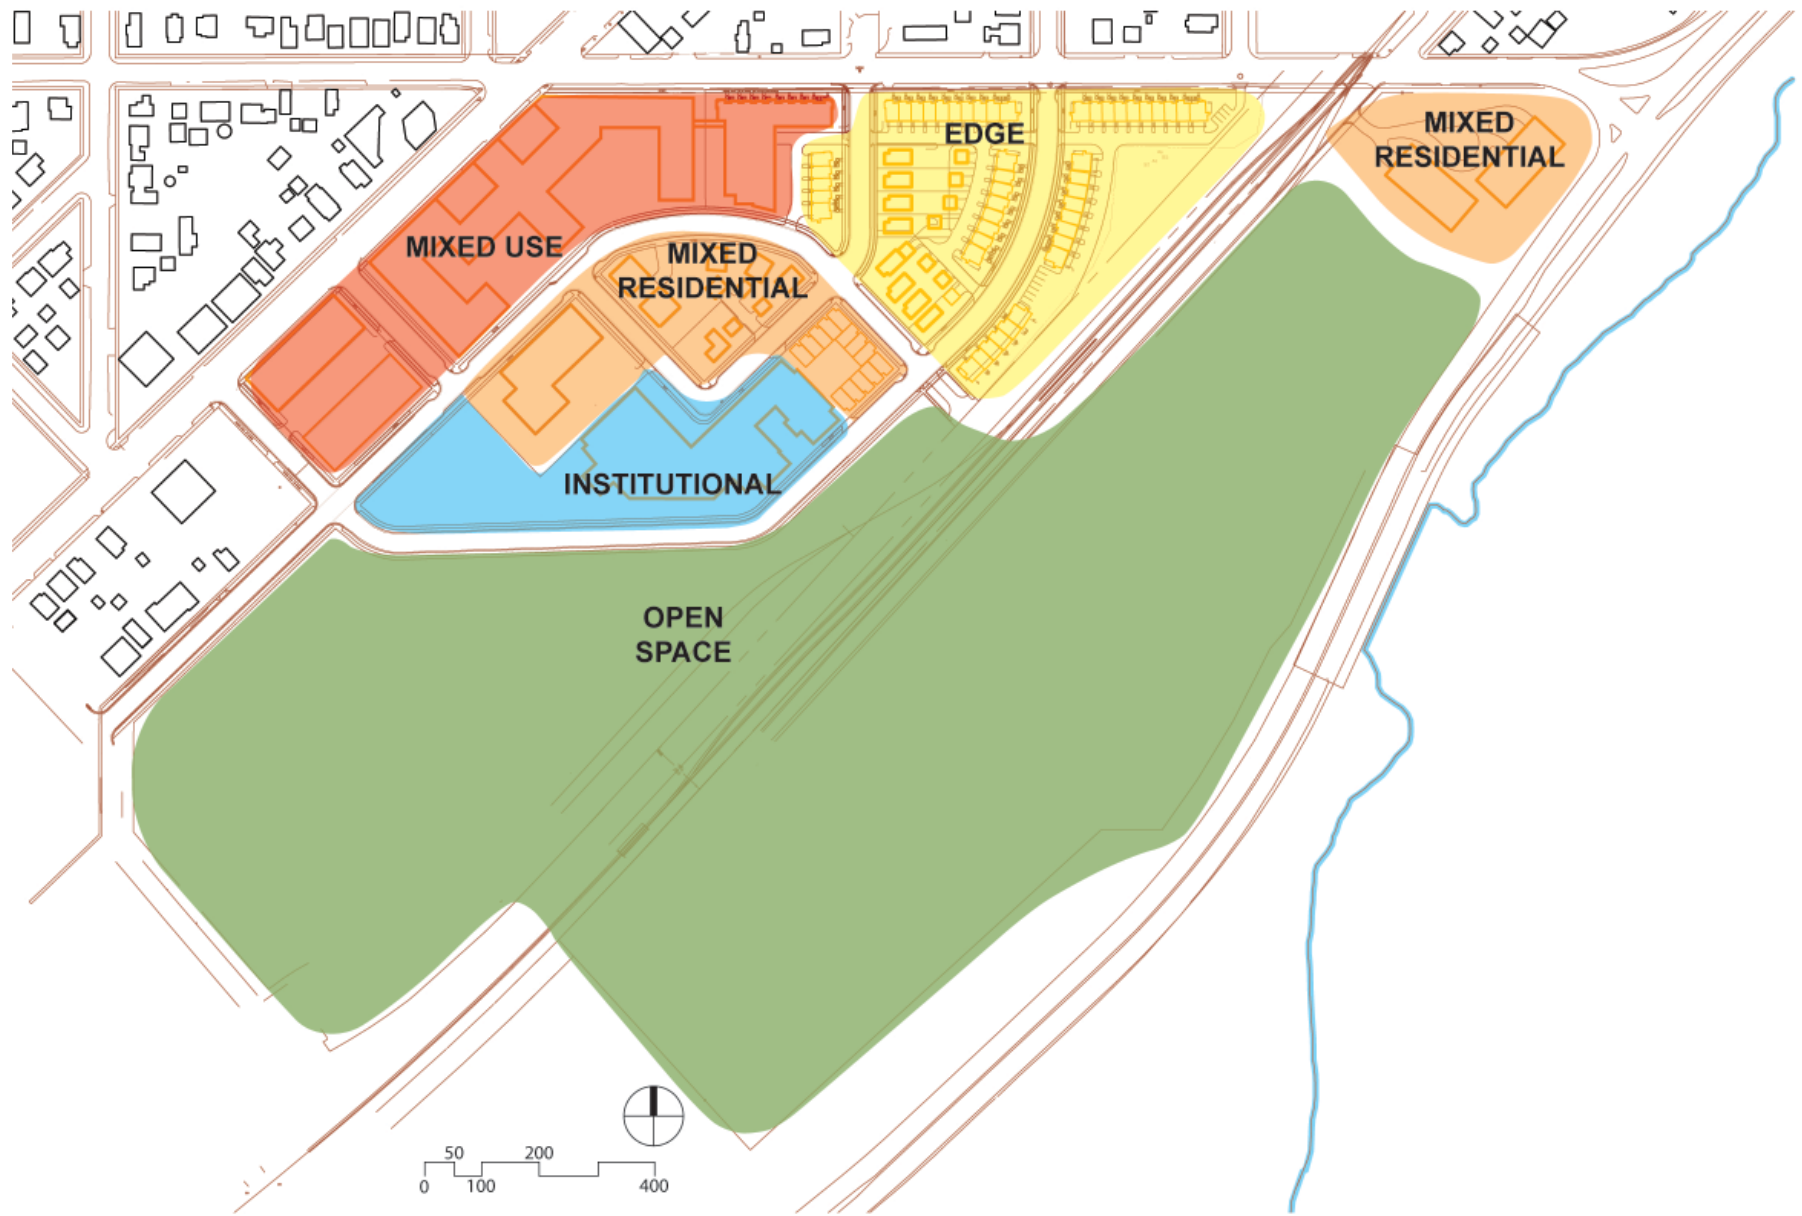 EDGE
MIXED
RESIDENTIAL
MIXED USE
MIXED
RESIDENTIAL
INSTITUTIONAL
OPEN
SPACE
50
200
0
100
400